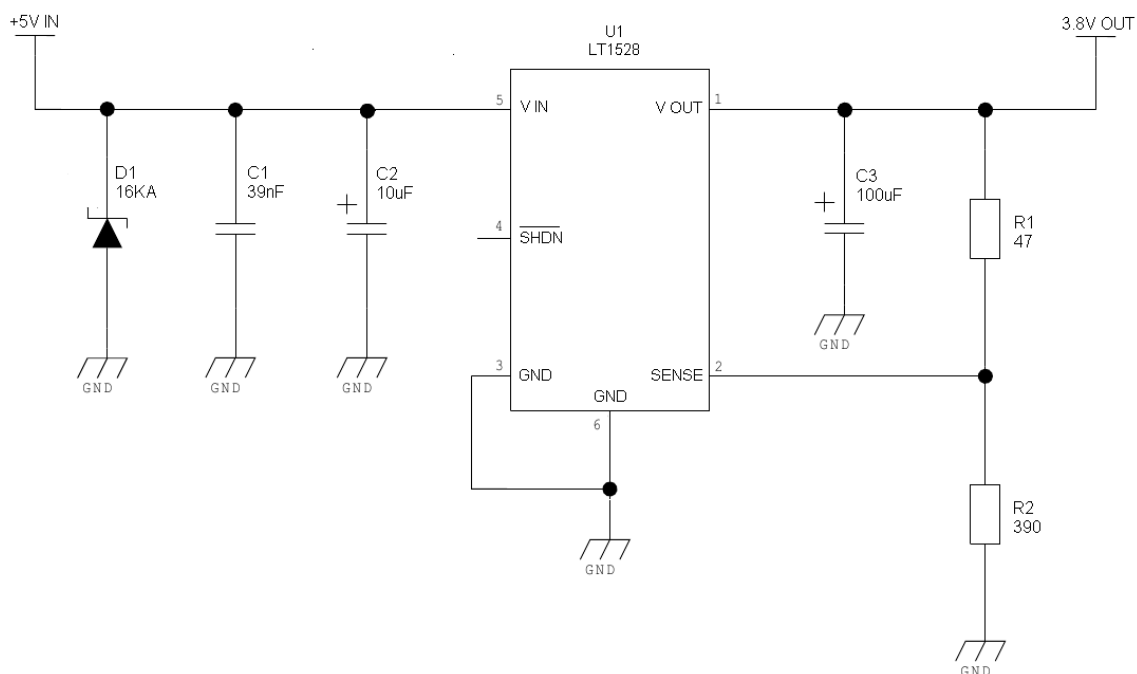 +5V IN
3.8V OUT
U1
LT1528
5
V IN
V OUT
1
D1
16KA
C1
39nF
C2
10uF
+
C3
100uF
+
4
SHDN
R1
47
3
GND
SENSE
2
GND
6
GND
GND
GND
GND
GND
R2
390
GND